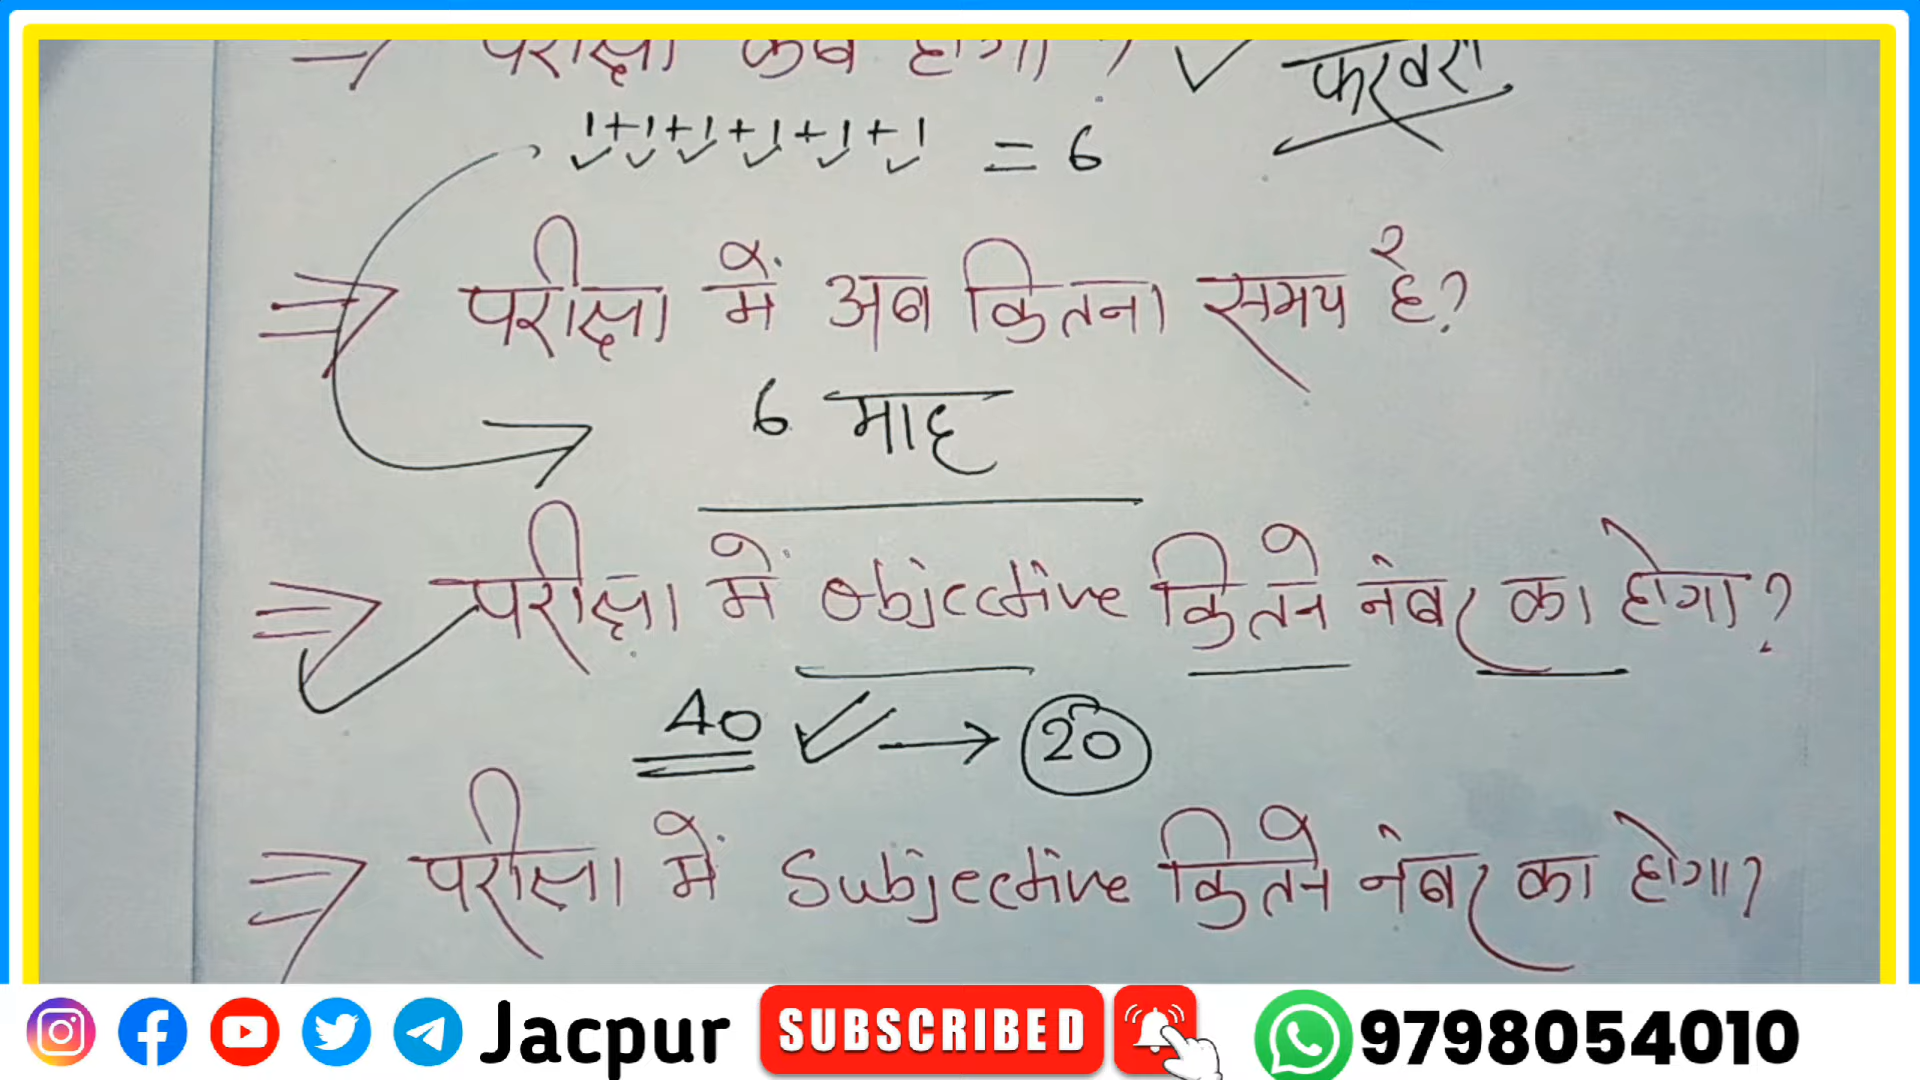 परीक्षा कब होगा ? फरवरी
1+1+1+1+1+1 = 6
परीक्षा में अब कितना समय है?
6 माह
परीक्षा में objective कितने नंबर का होगा?
40 → 20
परीक्षा में Subjective कितने नंबर का होगा?
Jacpur SUBSCRIBED 9798054010